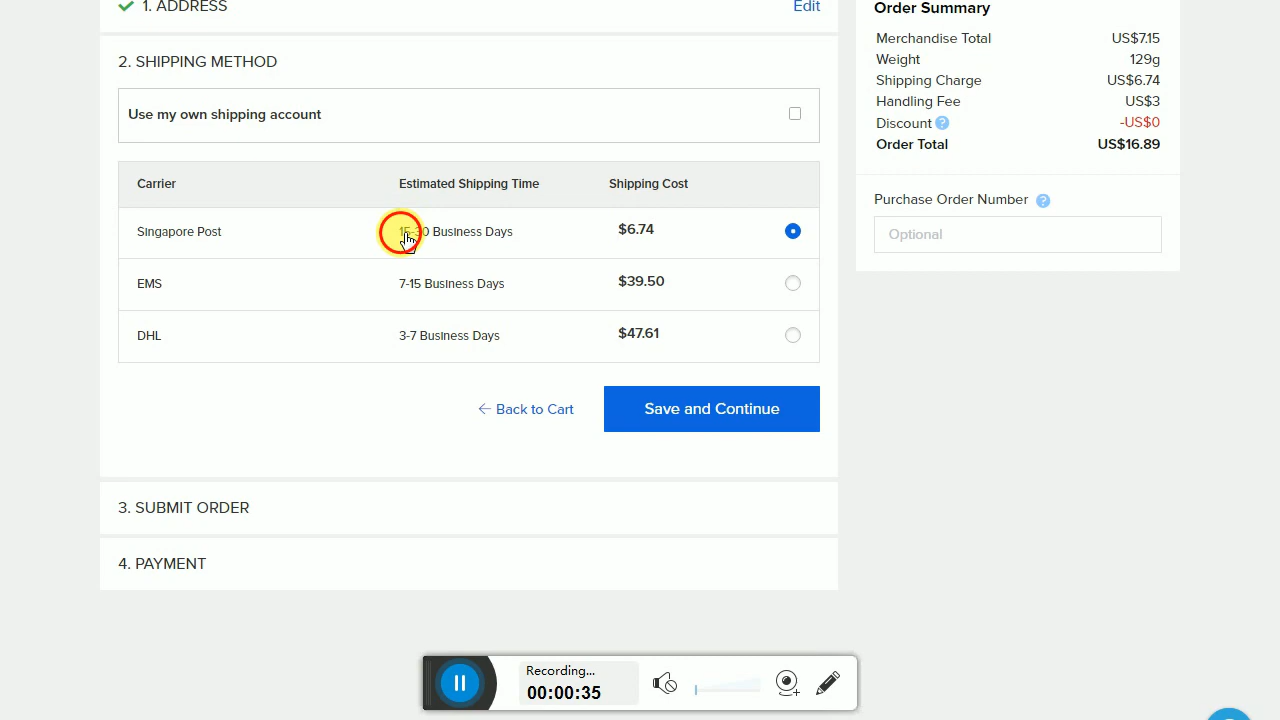 1. ADDRESS
Edit
2. SHIPPING METHOD
Use my own shipping account
Carrier Estimated Shipping Time Shipping Cost
Singapore Post 15-30 Business Days $6.74
EMS 7-15 Business Days $39.50
DHL 3-7 Business Days $47.61
← Back to Cart
Save and Continue
3. SUBMIT ORDER
4. PAYMENT
Order Summary
Merchandise Total US$7.15
Weight 129g
Shipping Charge US$6.74
Handling Fee US$3
Discount ? -US$0
Order Total US$16.89
Purchase Order Number ?
Optional
Recording...
00:00:35